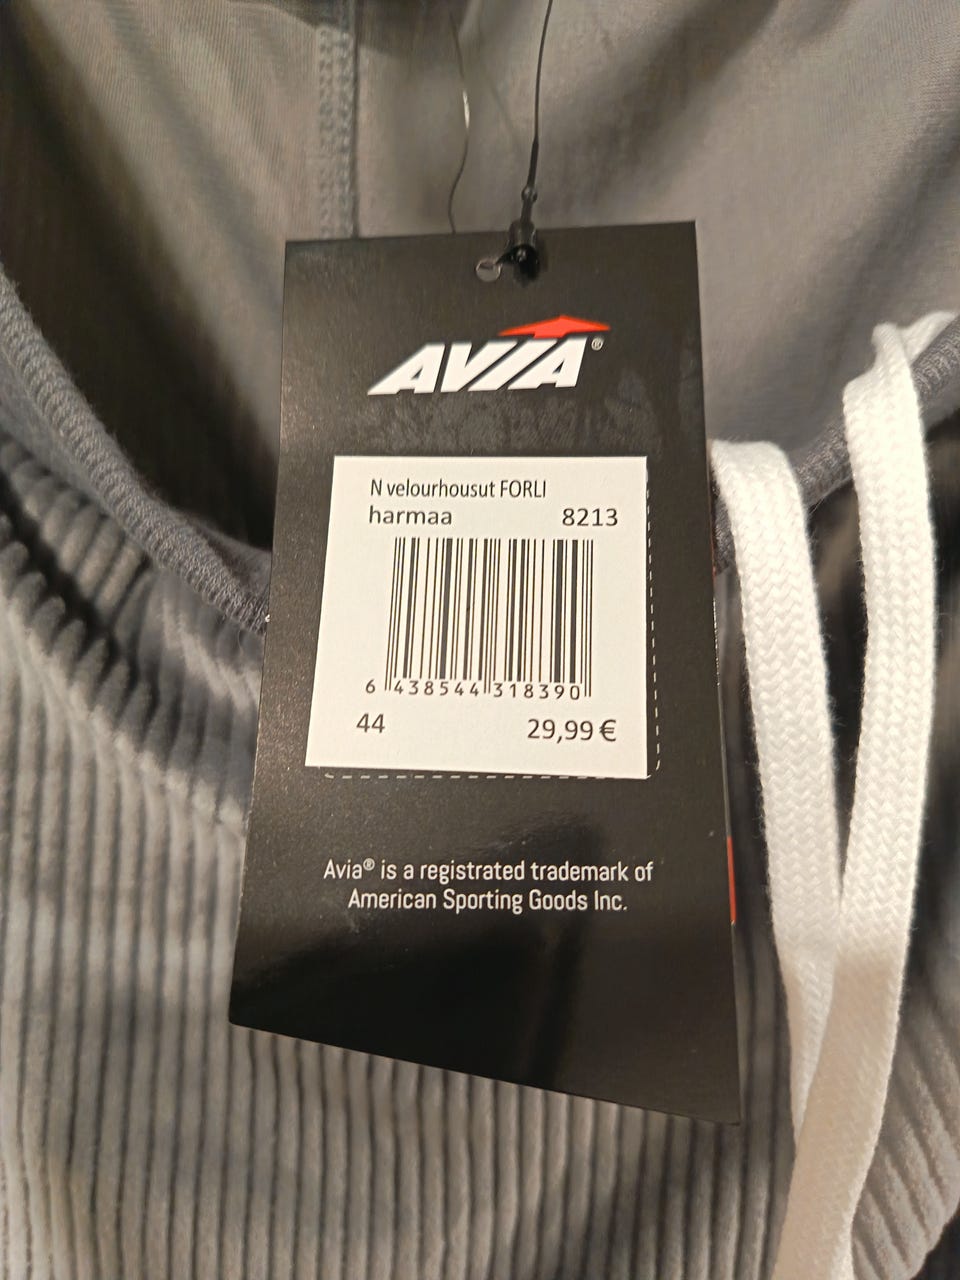 AVIA®
N velourhousut FORLI
harmaa 8213
6 438544 318390
44 29,99 €
Avia® is a registrated trademark of
American Sporting Goods Inc.